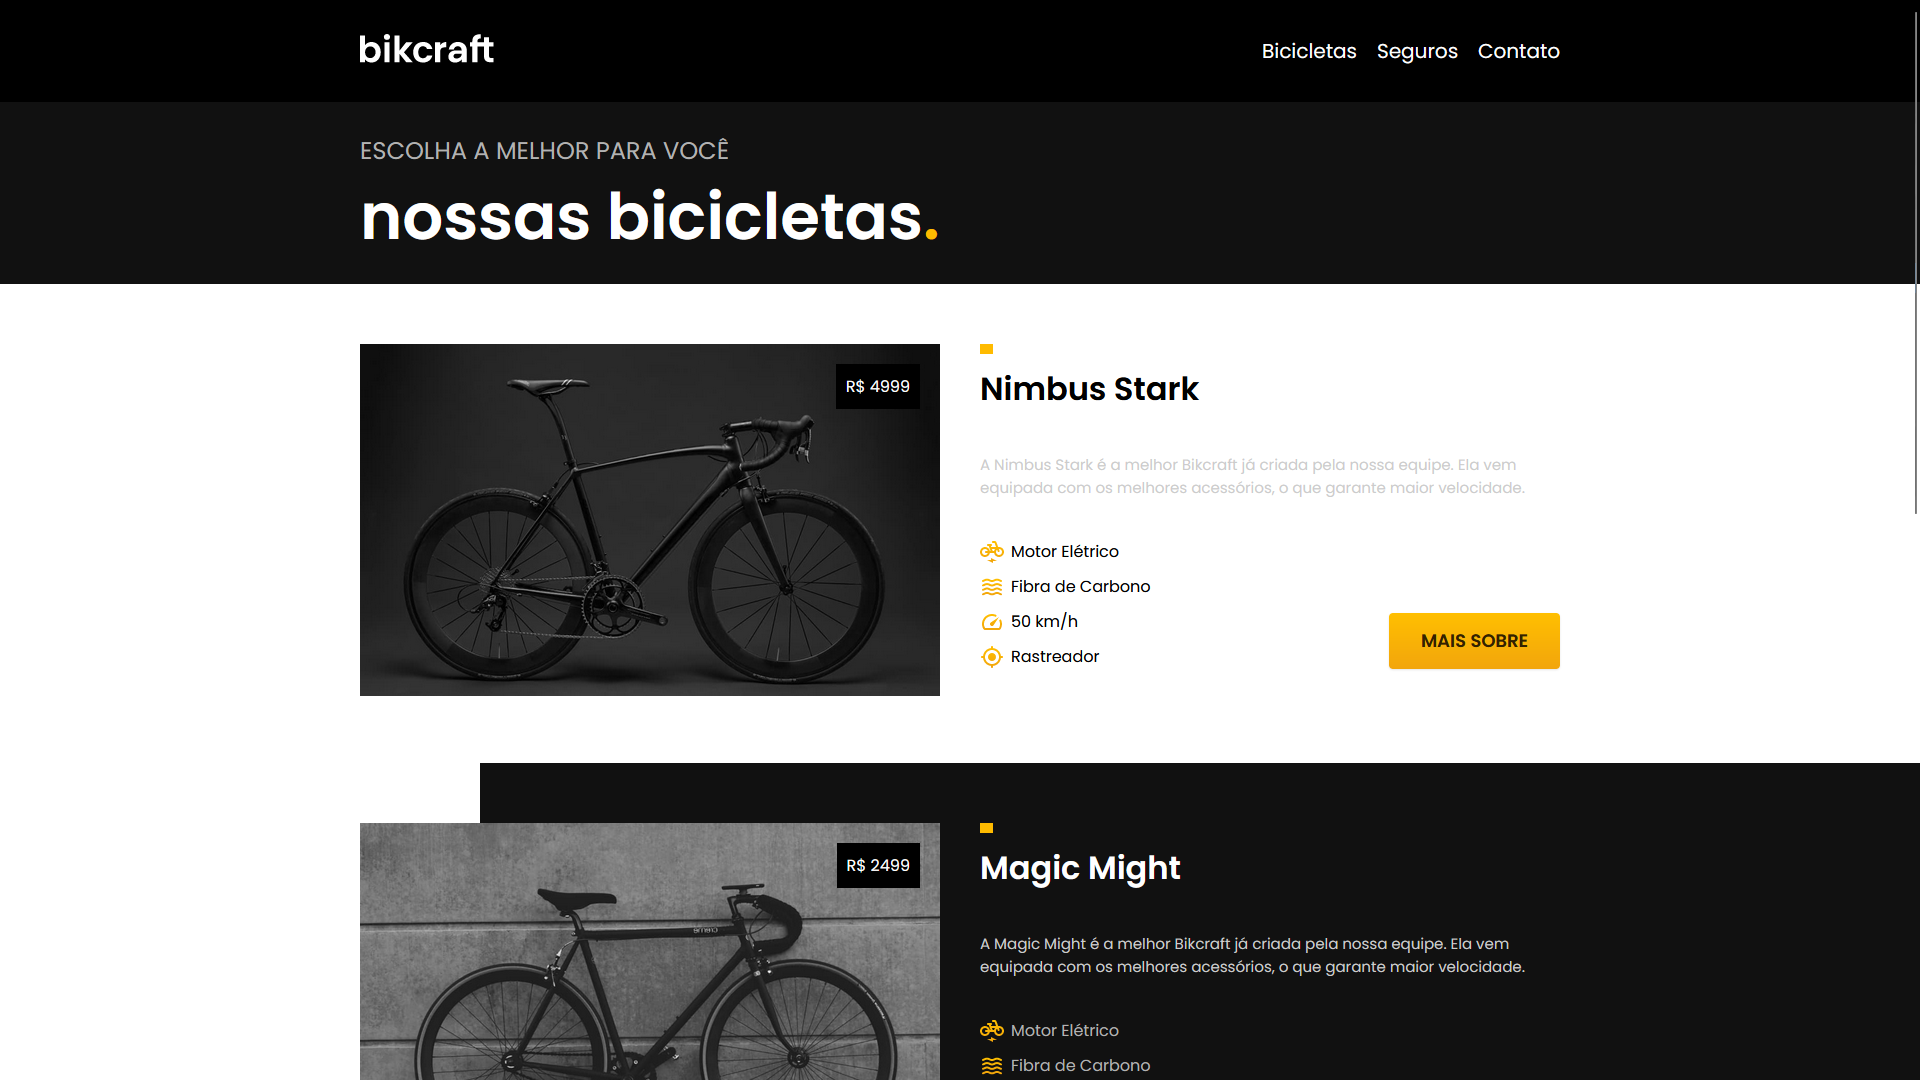 bikcraft
Bicicletas Seguros Contato
ESCOLHA A MELHOR PARA VOCÊ
nossas bicicletas.
R$ 4999
Nimbus Stark
A Nimbus Stark é a melhor Bikcraft já criada pela nossa equipe. Ela vem
equipada com os melhores acessórios, o que garante maior velocidade.
Motor Elétrico
Fibra de Carbono
50 km/h
Rastreador
MAIS SOBRE
R$ 2499
Magic Might
A Magic Might é a melhor Bikcraft já criada pela nossa equipe. Ela vem
equipada com os melhores acessórios, o que garante maior velocidade.
Motor Elétrico
Fibra de Carbono